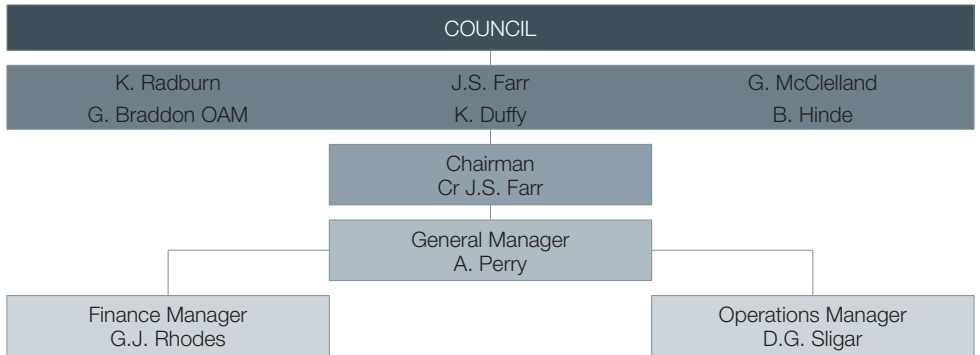 COUNCIL
K. Radburn J.S. Farr G. McClelland
G. Braddon OAM K. Duffy B. Hinde
Chairman
Cr J.S. Farr
General Manager
A. Perry
Finance Manager
G.J. Rhodes
Operations Manager
D.G. Sligar